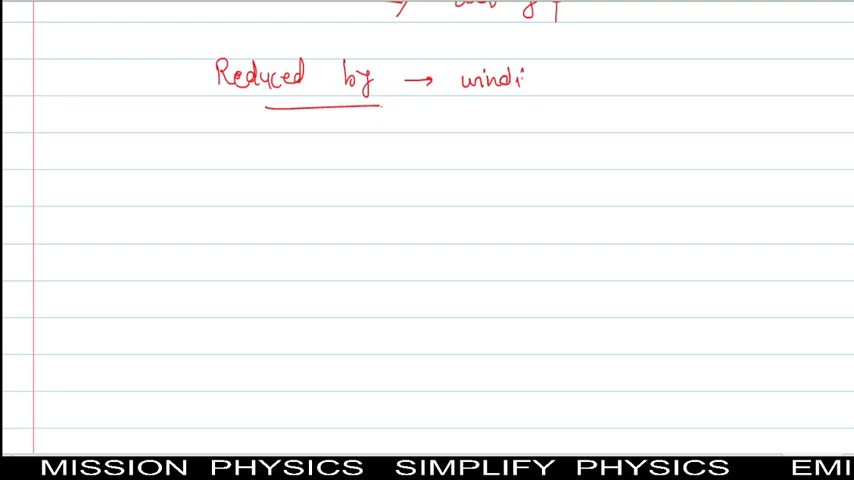 Reduced by → windi
MISSION PHYSICS SIMPLIFY PHYSICS EMI